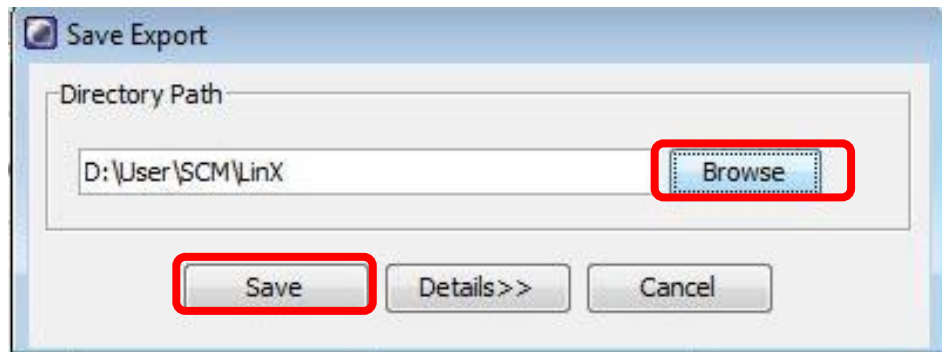 Save Export
Directory Path
D:\User\SCM\LinX Browse
Save Details>> Cancel